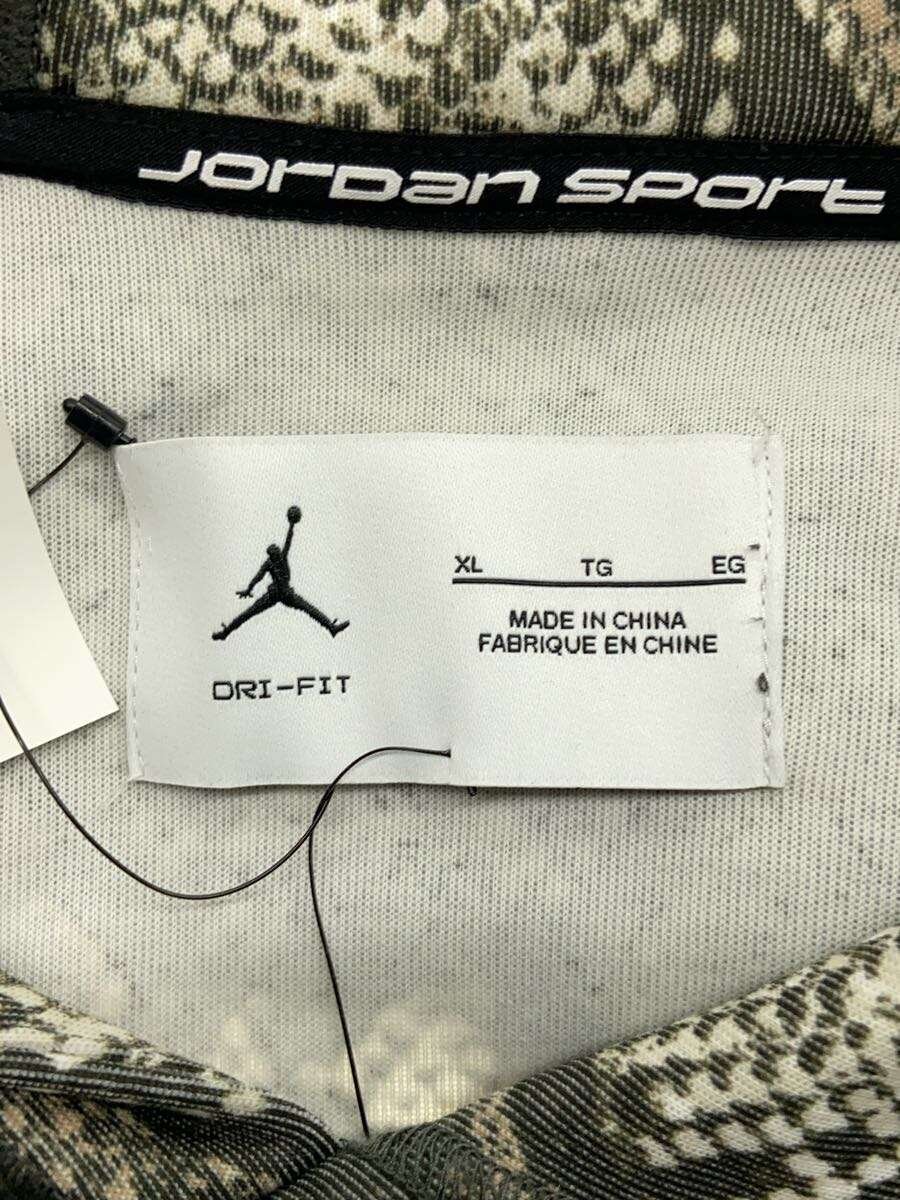 JORDAN SPORT
XL TG EG
MADE IN CHINA
FABRIQUE EN CHINE
DRI-FIT